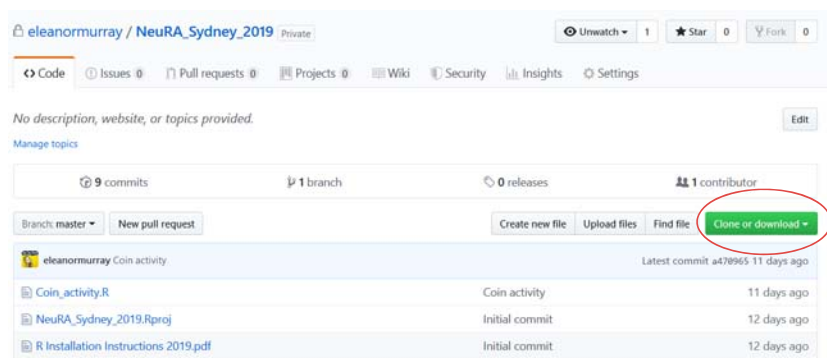 eleanormurray / NeuRA_Sydney_2019 Private Unwatch 1 Star 0 Fork 0
Code Issues 0 Pull requests 0 Projects 0 Wiki Security Insights Settings
No description, website, or topics provided. Edit
Manage topics
9 commits 1 branch 0 releases 1 contributor
Branch: master New pull request Create new file Upload files Find file Clone or download
eleanormurray Coin activity Latest commit a470965 11 days ago
Coin_activity.R Coin activity 11 days ago
NeuRA_Sydney_2019.Rproj Initial commit 12 days ago
R Installation Instructions 2019.pdf Initial commit 12 days ago